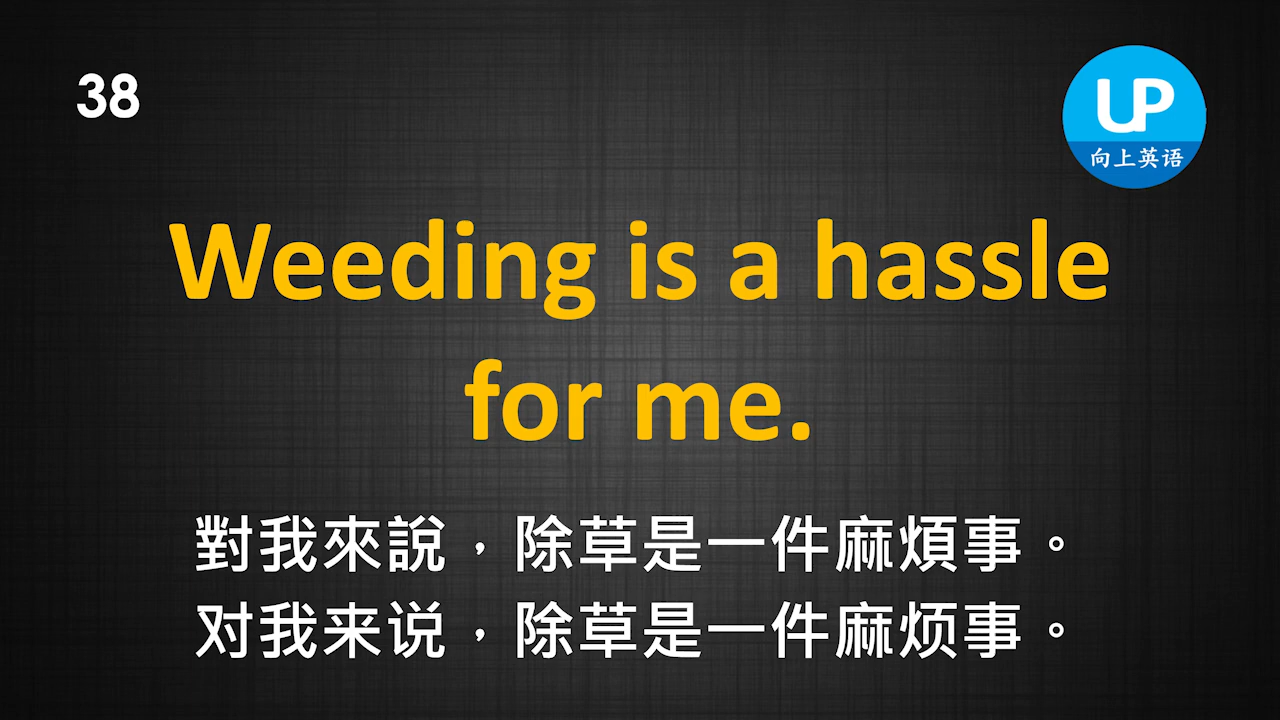 38
UP
向上英语
Weeding is a hassle
for me.
對我來說，除草是一件麻煩事。
对我来说，除草是一件麻烦事。